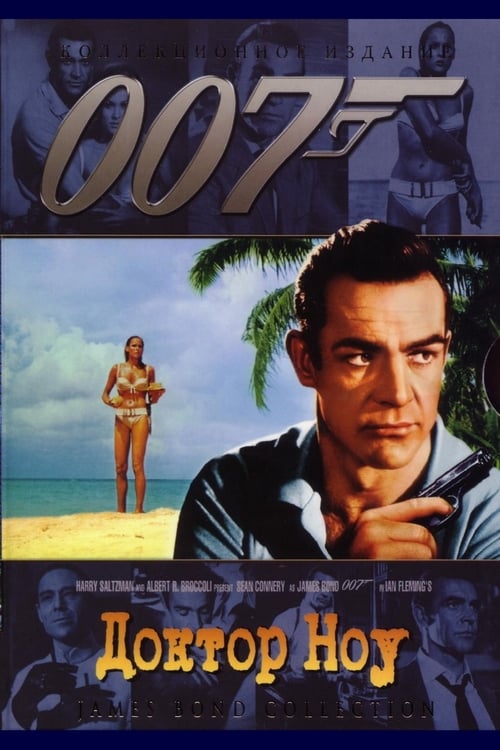 КОЛЛЕКЦИОННОЕ ИЗДАНИЕ
007
HARRY SALTZMAN AND ALBERT R. BROCCOLI PRESENT SEAN CONNERY AS JAMES BOND 007 IN IAN FLEMING'S
Доктор Ноу
JAMES BOND COLLECTION